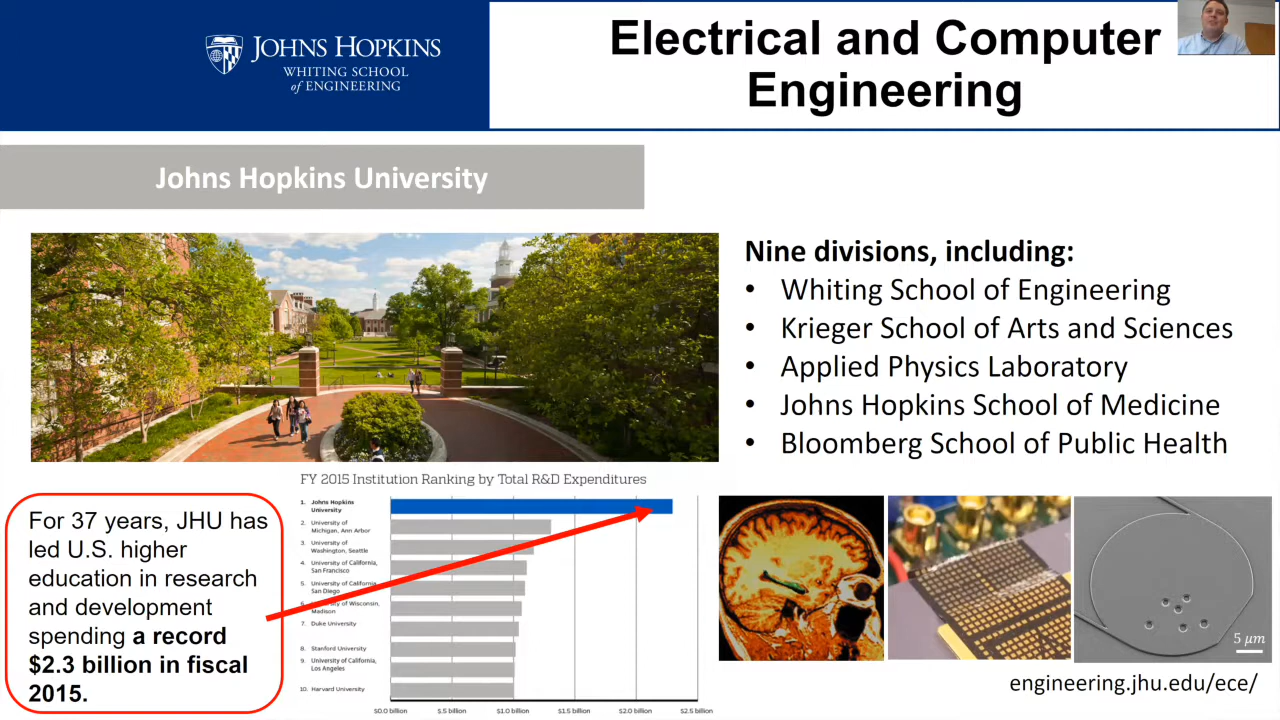 JOHNS HOPKINS
WHITING SCHOOL
of ENGINEERING
Electrical and Computer
Engineering
Johns Hopkins University
Nine divisions, including:
• Whiting School of Engineering
• Krieger School of Arts and Sciences
• Applied Physics Laboratory
• Johns Hopkins School of Medicine
• Bloomberg School of Public Health
For 37 years, JHU has
led U.S. higher
education in research
and development
spending a record
$2.3 billion in fiscal
2015.
FY 2015 Institution Ranking by Total R&D Expenditures
1. Johns Hopkins
University
2. University of
Michigan, Ann Arbor
3. University of
Washington, Seattle
4. University of California,
San Francisco
5. University of California,
San Diego
of Wisconsin,
Madison
7. Duke University
8. Stanford University
9. University of California,
Los Angeles
10. Harvard University
$0.0 billion $.5 billion $1.0 billion $1.5 billion $2.0 billion $2.5 billion
5 μm
engineering.jhu.edu/ece/